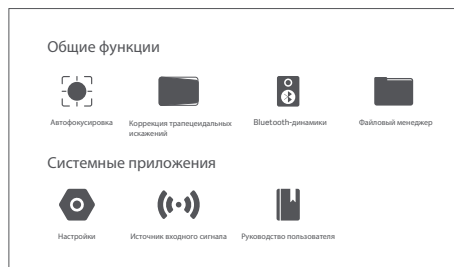 Общие функции
Автофокусировка
Коррекция трапецеидальных
искажений
Bluetooth-динамики
Файловый менеджер
Системные приложения
Настройки
Источник входного сигнала
Руководство пользователя